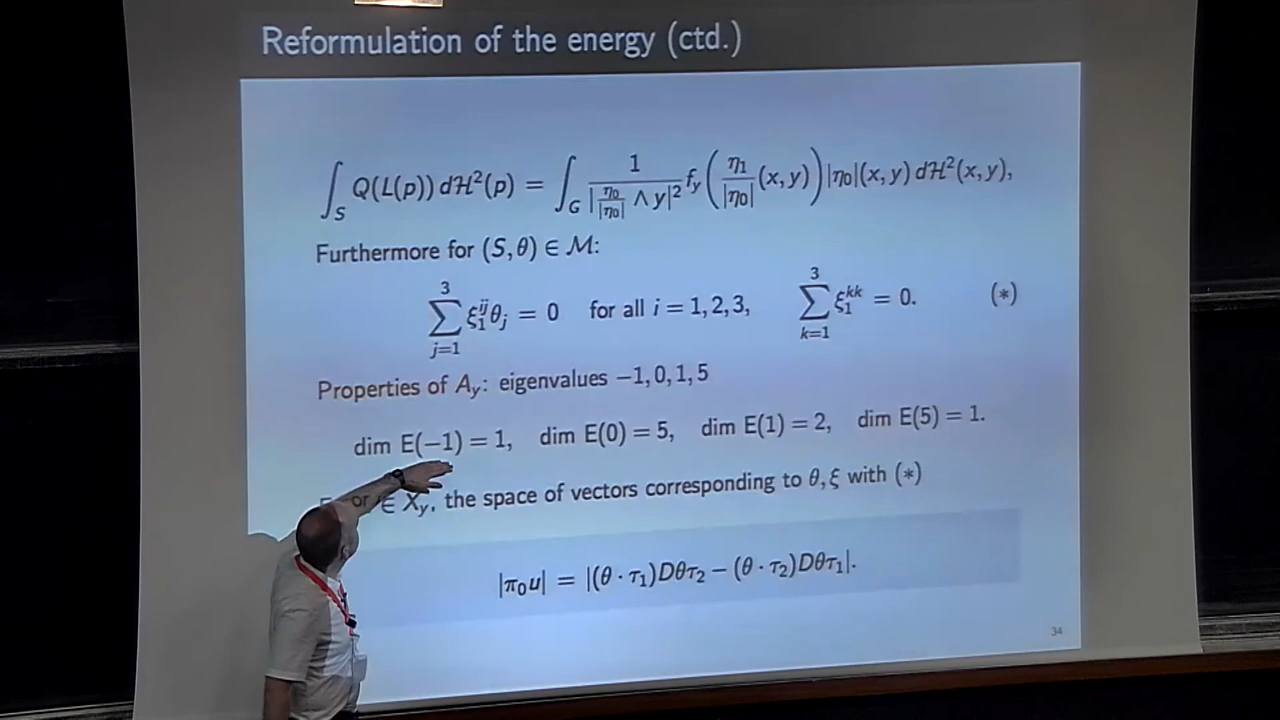 Reformulation of the energy (ctd.)
∫_S Q(L(p)) dℋ²(p) = ∫_G 1/|η₀/|η₀| ∧ y|² f_y(η₁/|η₀| (x, y)) |η₀|(x, y) dℋ²(x, y),
Furthermore for (S, θ) ∈ ℳ:
∑_{j=1}^{3} ξ₁^{ij} θ_j = 0 for all i = 1, 2, 3, ∑_{k=1}^{3} ξ₁^{kk} = 0. (∗)
Properties of A_y: eigenvalues −1, 0, 1, 5
dim E(−1) = 1, dim E(0) = 5, dim E(1) = 2, dim E(5) = 1.
∈ X_y, the space of vectors corresponding to θ, ξ with (∗)
|π₀u| = |(θ · τ₁)Dθτ₂ − (θ · τ₂)Dθτ₁|.
34